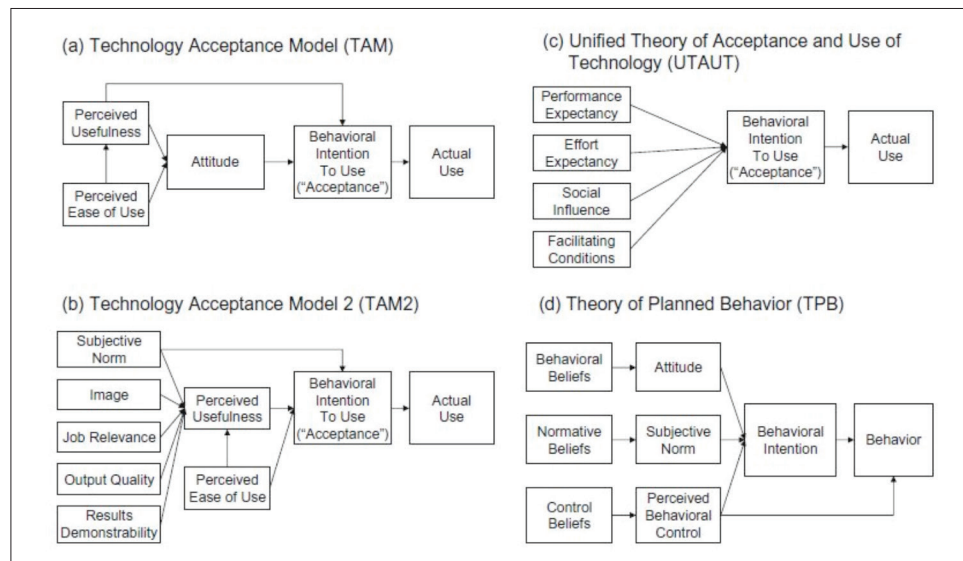 (a) Technology Acceptance Model (TAM)
Perceived
Usefulness
Attitude
Perceived
Ease of Use
Behavioral
Intention
To Use
(“Acceptance”)
Actual
Use
(c) Unified Theory of Acceptance and Use of
Technology (UTAUT)
Performance
Expectancy
Effort
Expectancy
Social
Influence
Facilitating
Conditions
Behavioral
Intention
To Use
(“Acceptance”)
Actual
Use
(b) Technology Acceptance Model 2 (TAM2)
Subjective
Norm
Image
Job Relevance
Output Quality
Results
Demonstrability
Perceived
Usefulness
Perceived
Ease of Use
Behavioral
Intention
To Use
(“Acceptance”)
Actual
Use
(d) Theory of Planned Behavior (TPB)
Behavioral
Beliefs
Attitude
Normative
Beliefs
Subjective
Norm
Control
Beliefs
Perceived
Behavioral
Control
Behavioral
Intention
Behavior